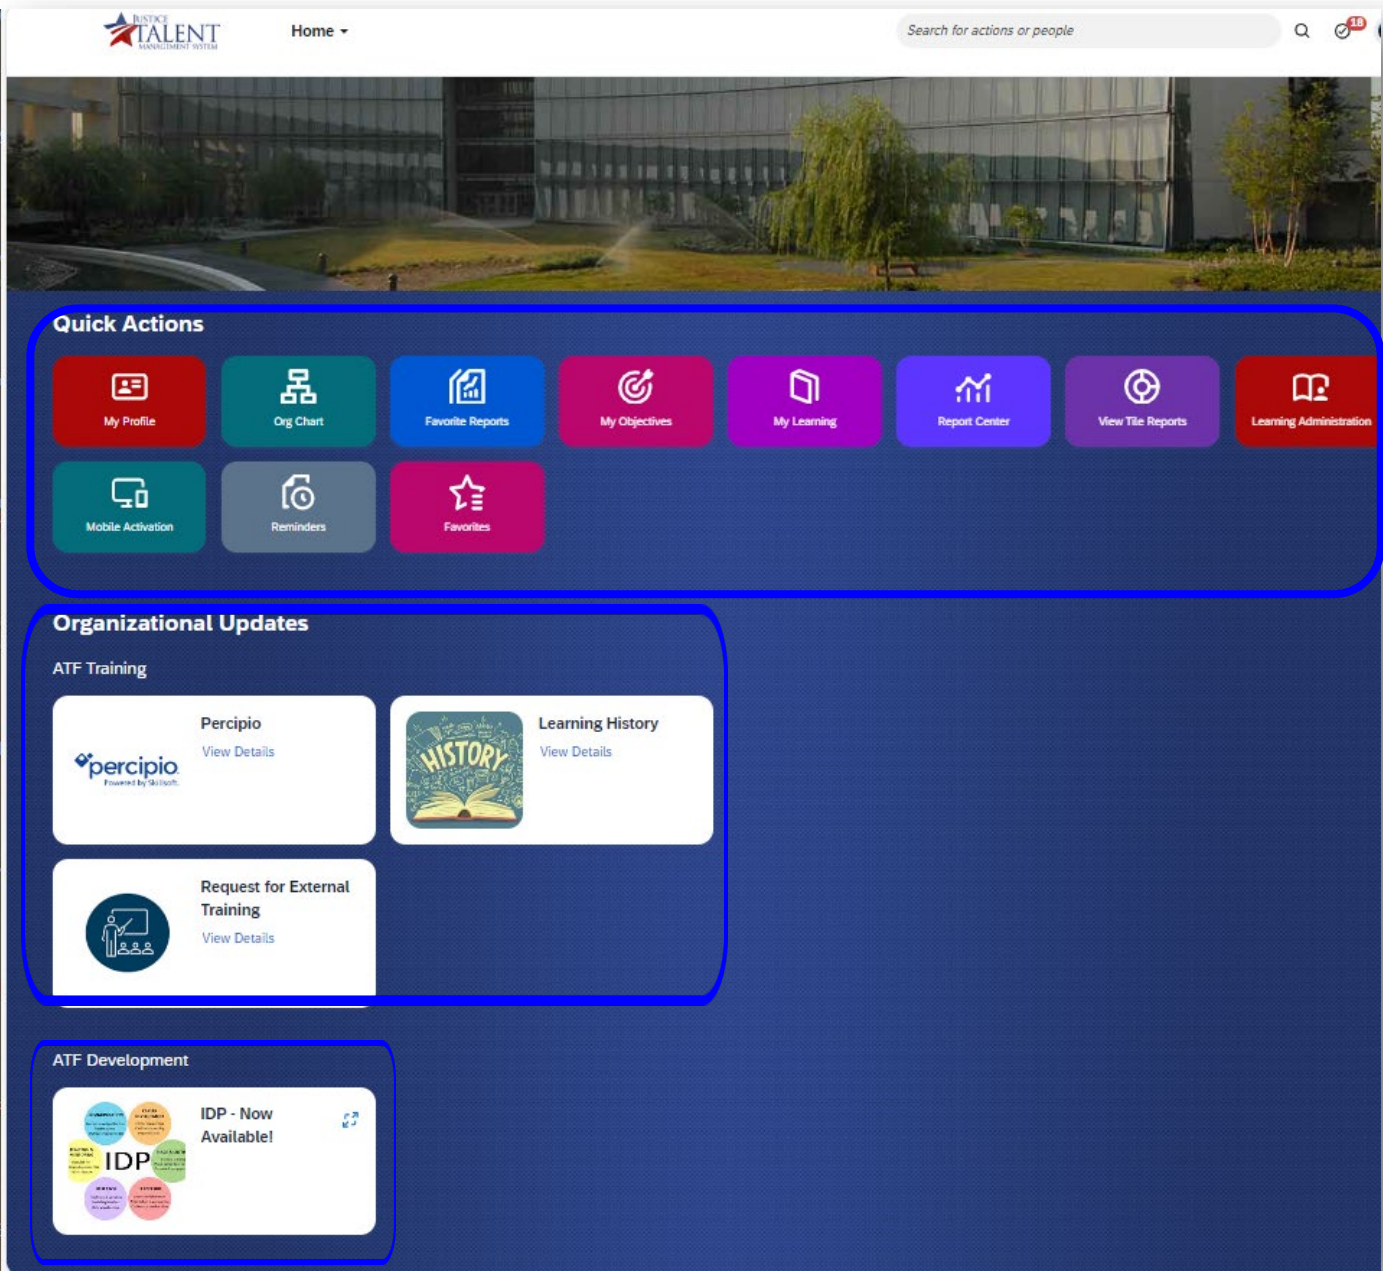 JUSTICE
TALENT
MANAGEMENT SYSTEM
Home
Search for actions or people
18
Quick Actions
My Profile
Org Chart
Favorite Reports
My Objectives
My Learning
Report Center
View Tile Reports
Learning Administration
Mobile Activation
Reminders
Favorites
Organizational Updates
ATF Training
Percipio
View Details
percipio
Powered by Skillsoft
Learning History
View Details
HISTORY
Request for External
Training
View Details
ATF Development
IDP - Now
Available!
IDP